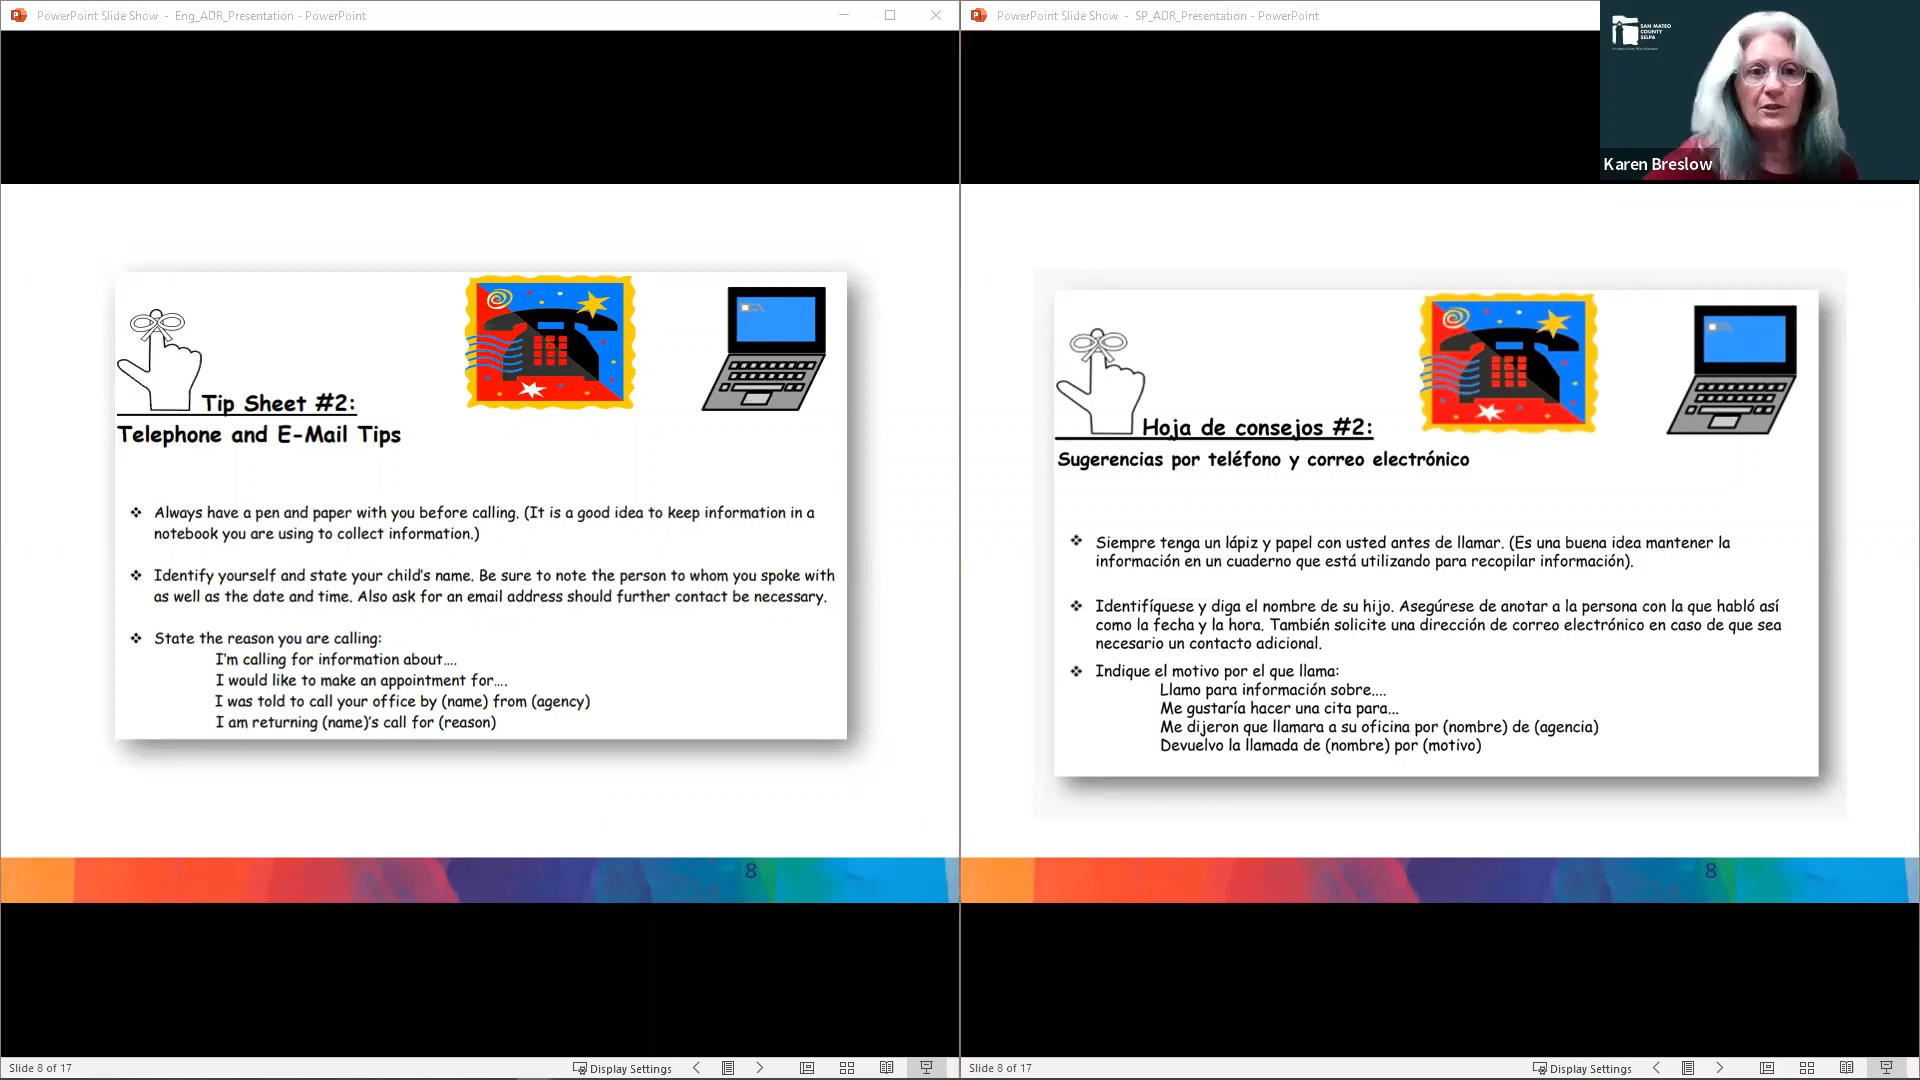 PowerPoint Slide Show - Eng_ADR_Presentation - PowerPoint
Tip Sheet #2:
Telephone and E-Mail Tips
❖ Always have a pen and paper with you before calling. (It is a good idea to keep information in a
notebook you are using to collect information.)
❖ Identify yourself and state your child's name. Be sure to note the person to whom you spoke with
as well as the date and time. Also ask for an email address should further contact be necessary.
❖ State the reason you are calling:
I'm calling for information about....
I would like to make an appointment for....
I was told to call your office by (name) from (agency)
I am returning (name)'s call for (reason)
8
Slide 8 of 17
Display Settings
PowerPoint Slide Show - SP_ADR_Presentation - PowerPoint
SAN MATEO
COUNTY
SELPA
Karen Breslow
Hoja de consejos #2:
Sugerencias por teléfono y correo electrónico
❖ Siempre tenga un lápiz y papel con usted antes de llamar. (Es una buena idea mantener la
información en un cuaderno que está utilizando para recopilar información).
❖ Identifíquese y diga el nombre de su hijo. Asegúrese de anotar a la persona con la que habló así
como la fecha y la hora. También solicite una dirección de correo electrónico en caso de que sea
necesario un contacto adicional.
❖ Indique el motivo por el que llama:
Llamo para información sobre....
Me gustaría hacer una cita para...
Me dijeron que llamara a su oficina por (nombre) de (agencia)
Devuelvo la llamada de (nombre) por (motivo)
8
Slide 8 of 17
Display Settings